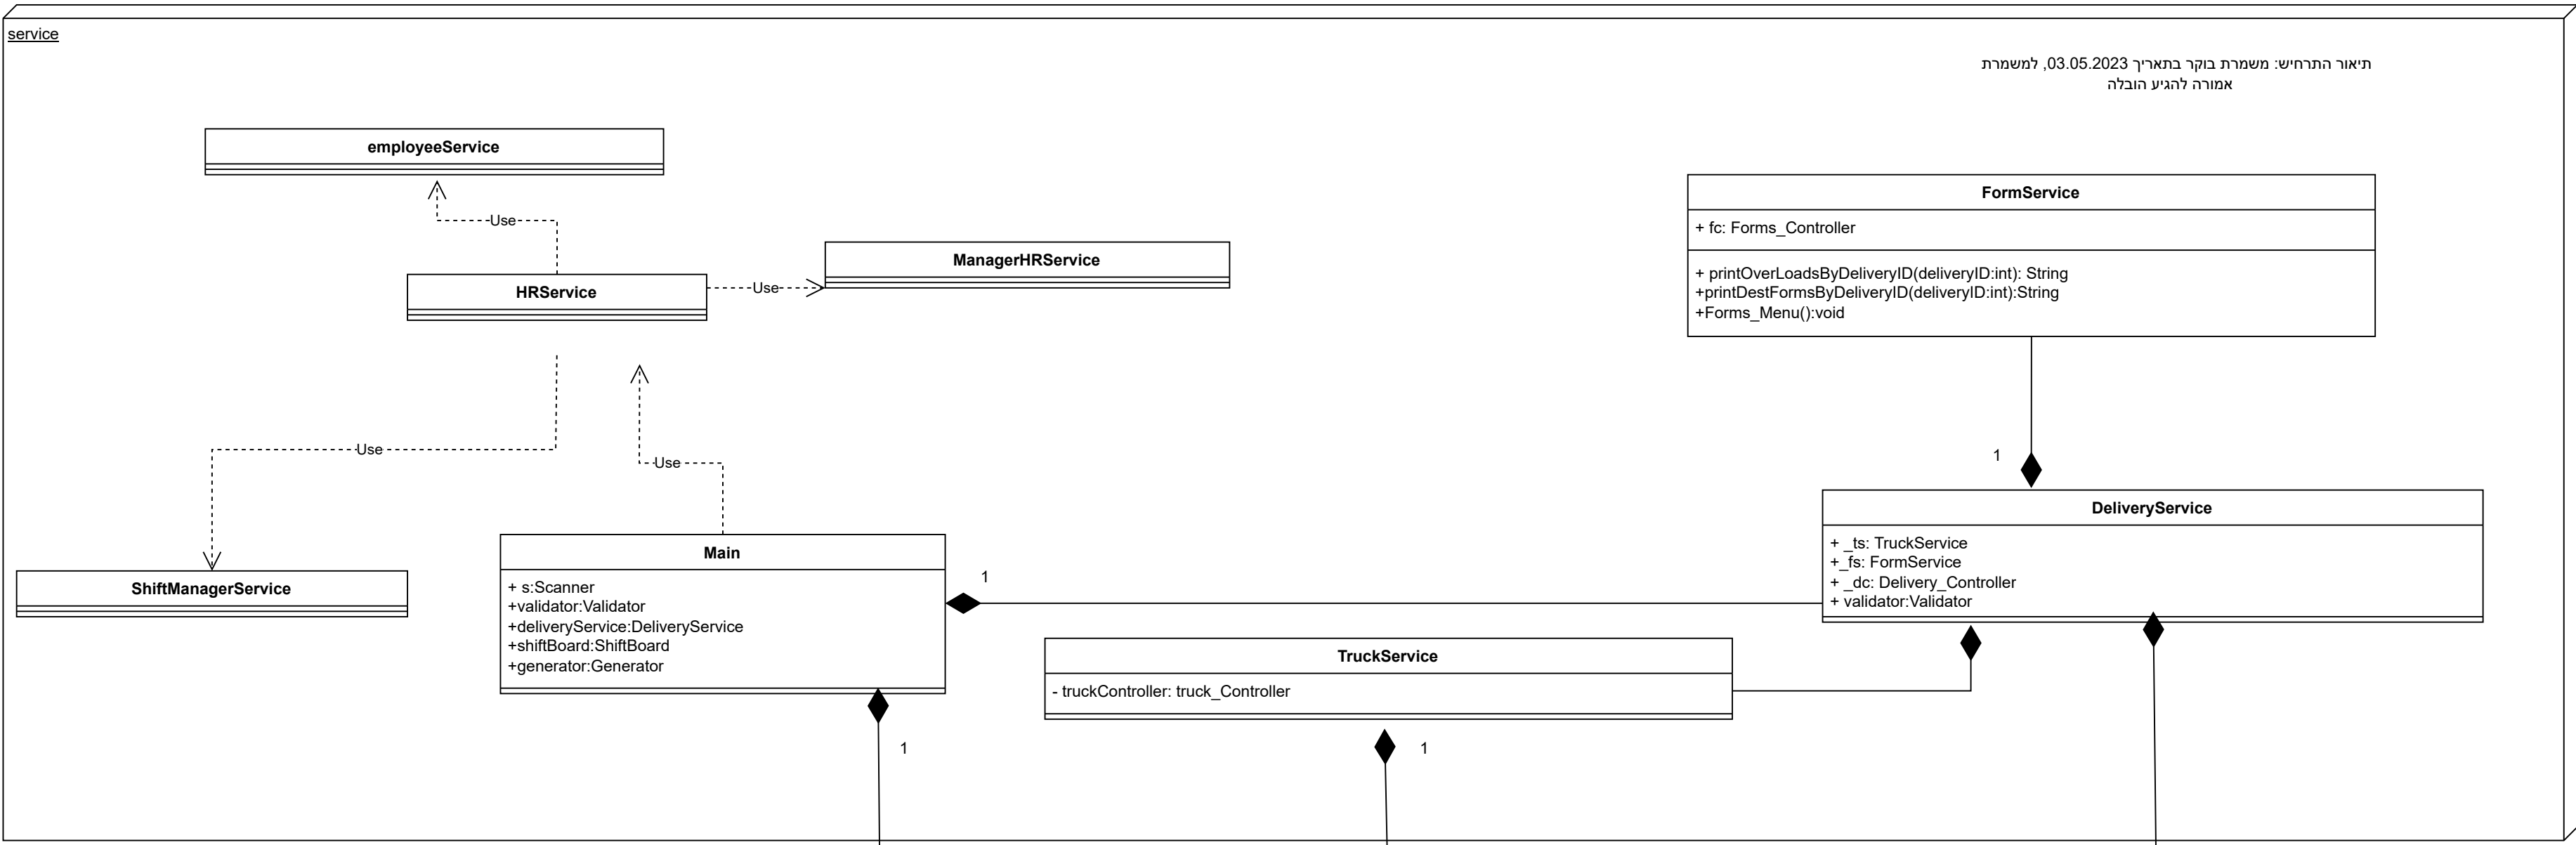 service
תיאור התרחיש: משמרת בוקר בתאריך 03.05.2023, למשמרת
אמורה להגיע הובלה
employeeService
Use
HRService
Use
ManagerHRService
Use
Use
ShiftManagerService
Main
+ s:Scanner
+validator:Validator
+deliveryService:DeliveryService
+shiftBoard:ShiftBoard
+generator:Generator
1
1
FormService
+ fc: Forms_Controller
+ printOverLoadsByDeliveryID(deliveryID:int): String
+printDestFormsByDeliveryID(deliveryID:int):String
+Forms_Menu():void
1
DeliveryService
+ _ts: TruckService
+_fs: FormService
+ _dc: Delivery_Controller
+ validator:Validator
TruckService
- truckController: truck_Controller
1